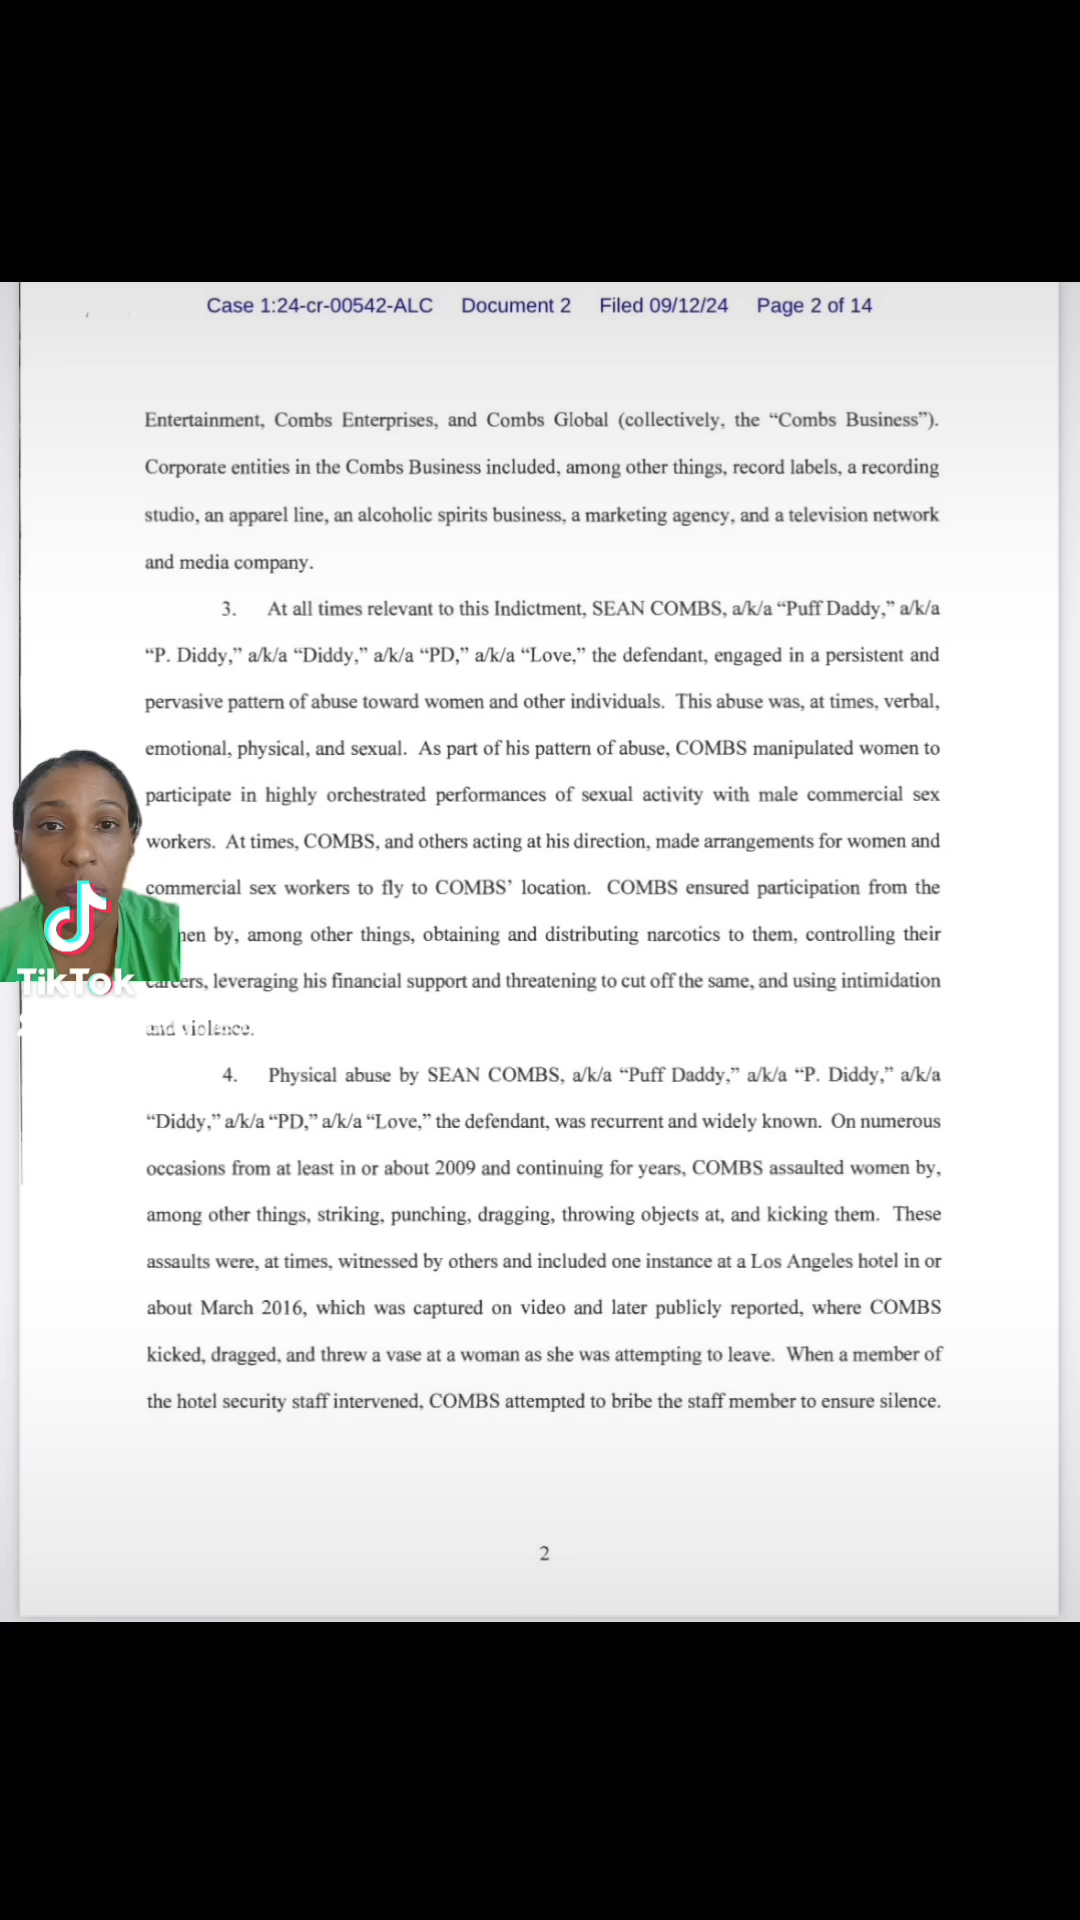 Case 1:24-cr-00542-ALC Document 2 Filed 09/12/24 Page 2 of 14
Entertainment, Combs Enterprises, and Combs Global (collectively, the “Combs Business”).
Corporate entities in the Combs Business included, among other things, record labels, a recording
studio, an apparel line, an alcoholic spirits business, a marketing agency, and a television network
and media company.
3. At all times relevant to this Indictment, SEAN COMBS, a/k/a “Puff Daddy,” a/k/a
“P. Diddy,” a/k/a “Diddy,” a/k/a “PD,” a/k/a “Love,” the defendant, engaged in a persistent and
pervasive pattern of abuse toward women and other individuals. This abuse was, at times, verbal,
emotional, physical, and sexual. As part of his pattern of abuse, COMBS manipulated women to
participate in highly orchestrated performances of sexual activity with male commercial sex
workers. At times, COMBS, and others acting at his direction, made arrangements for women and
commercial sex workers to fly to COMBS’ location. COMBS ensured participation from the
by, among other things, obtaining and distributing narcotics to them, controlling their
careers, leveraging his financial support and threatening to cut off the same, and using intimidation
and violence.
4. Physical abuse by SEAN COMBS, a/k/a “Puff Daddy,” a/k/a “P. Diddy,” a/k/a
“Diddy,” a/k/a “PD,” a/k/a “Love,” the defendant, was recurrent and widely known. On numerous
occasions from at least in or about 2009 and continuing for years, COMBS assaulted women by,
among other things, striking, punching, dragging, throwing objects at, and kicking them. These
assaults were, at times, witnessed by others and included one instance at a Los Angeles hotel in or
about March 2016, which was captured on video and later publicly reported, where COMBS
kicked, dragged, and threw a vase at a woman as she was attempting to leave. When a member of
the hotel security staff intervened, COMBS attempted to bribe the staff member to ensure silence.
2
TikTok